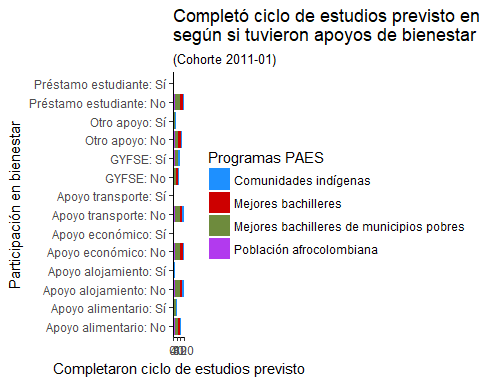 Completó ciclo de estudios previsto en
según si tuvieron apoyos de bienestar
(Cohorte 2011-01)
Participación en bienestar
Préstamo estudiante: Sí
Préstamo estudiante: No
Otro apoyo: Sí
Otro apoyo: No
GYFSE: Sí
GYFSE: No
Apoyo transporte: Sí
Apoyo transporte: No
Apoyo económico: Sí
Apoyo económico: No
Apoyo alojamiento: Sí
Apoyo alojamiento: No
Apoyo alimentario: Sí
Apoyo alimentario: No
Programas PAES
Comunidades indígenas
Mejores bachilleres
Mejores bachilleres de municipios pobres
Población afrocolombiana
Completaron ciclo de estudios previsto